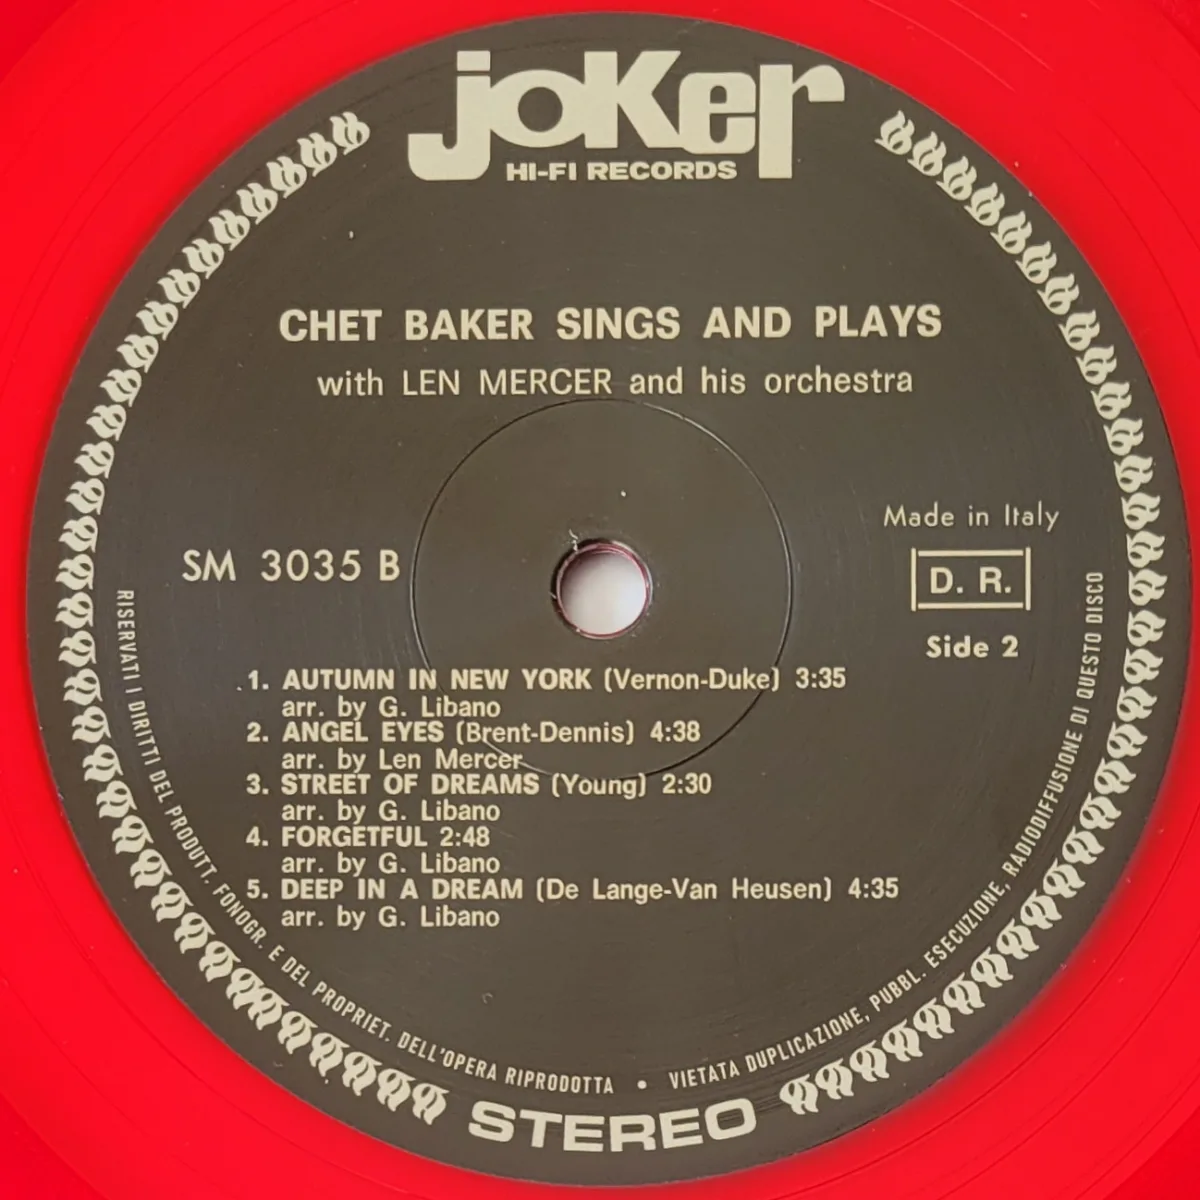 joKer
HI-FI RECORDS
CHET BAKER SINGS AND PLAYS
with LEN MERCER and his orchestra
Made in Italy
SM 3035 B
D. R.
Side 2
1. AUTUMN IN NEW YORK (Vernon-Duke) 3:35
arr. by G. Libano
2. ANGEL EYES (Brent-Dennis) 4:38
arr. by Len Mercer
3. STREET OF DREAMS (Young) 2:30
arr. by G. Libano
4. FORGETFUL 2:48
arr. by G. Libano
5. DEEP IN A DREAM (De Lange-Van Heusen) 4:35
arr. by G. Libano
RISERVATI I DIRITTI DEL PRODUTT. FONOGR. E DEL PROPRIET. DELL'OPERA RIPRODOTTA • VIETATA DUPLICAZIONE, PUBBL. ESECUZIONE, RADIODIFFUSIONE DI QUESTO DISCO
STEREO